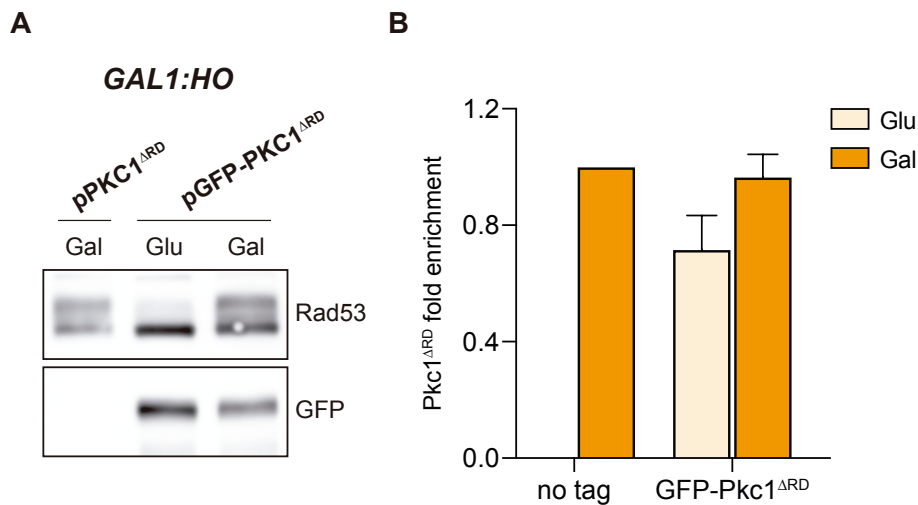 A
GAL1:HO
pPKC1ΔRD
pGFP-PKC1ΔRD
Gal Glu Gal
Rad53
GFP
B
Pkc1ΔRD fold enrichment
1.2
0.8
0.4
0.0
no tag GFP-Pkc1ΔRD
Glu
Gal